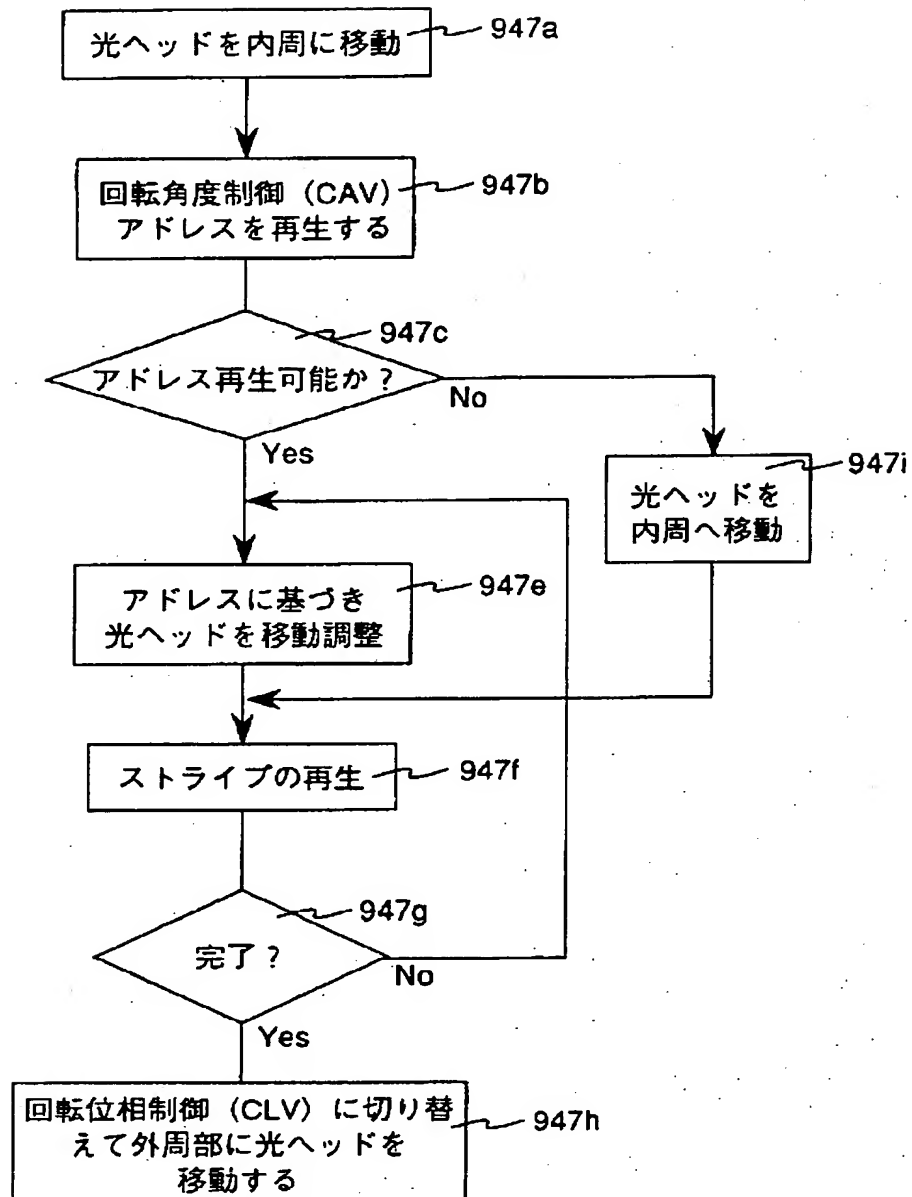 光ヘッドを内周に移動
947a
回転角度制御（CAV）
アドレスを再生する
947b
947c
アドレス再生可能か？
No
Yes
947i
光ヘッドを
内周へ移動
アドレスに基づき
光ヘッドを移動調整
947e
ストライプの再生
947f
947g
完了？
No
Yes
回転位相制御（CLV）に切り替
えて外周部に光ヘッドを
移動する
947h